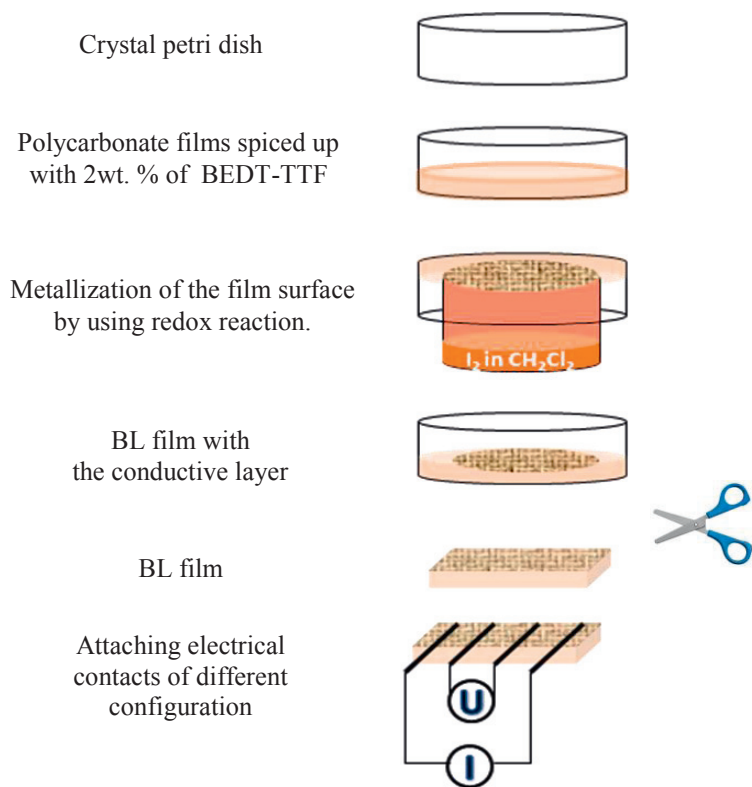 Crystal petri dish
Polycarbonate films spiced up
with 2wt. % of BEDT-TTF
Metallization of the film surface
by using redox reaction.
I₂ in CH₂Cl₂
BL film with
the conductive layer
BL film
Attaching electrical
contacts of different
configuration
U
I